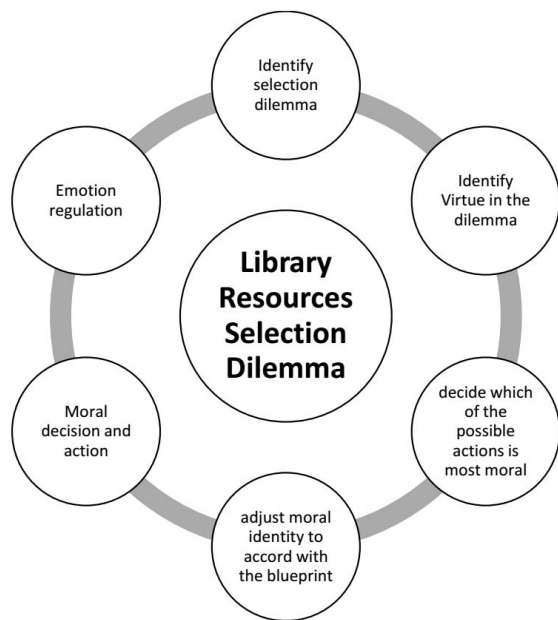 Identify
selection
dilemma
Identify
Virtue in the
dilemma
decide which
of the
possible
actions is
most moral
adjust moral
identity to
accord with
the blueprint
Moral
decision and
action
Emotion
regulation
Library
Resources
Selection
Dilemma